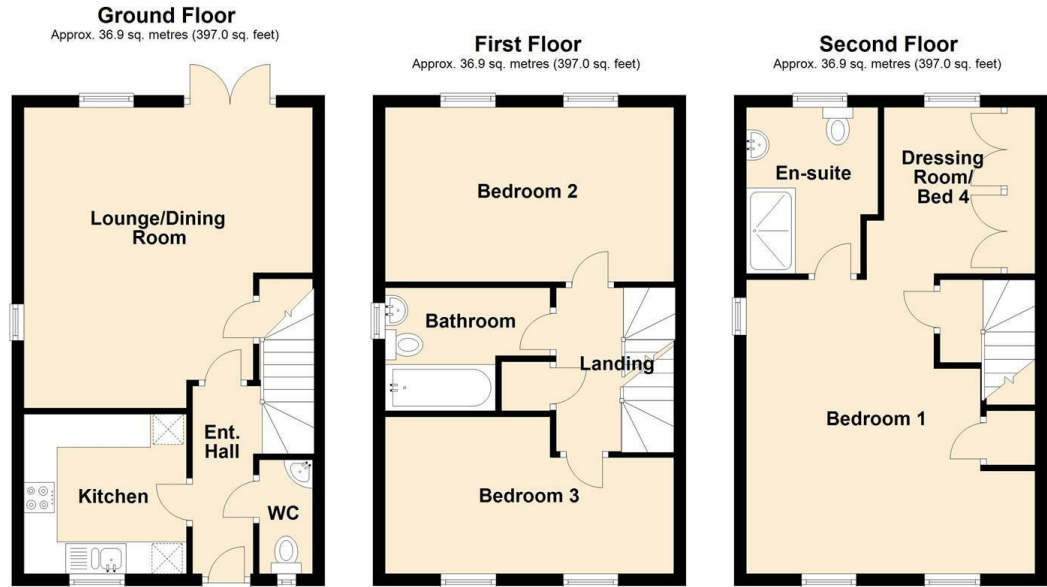 Ground Floor
Approx. 36.9 sq. metres (397.0 sq. feet)
Lounge/Dining
Room
Kitchen
Ent.
Hall
WC
First Floor
Approx. 36.9 sq. metres (397.0 sq. feet)
Bedroom 2
Bathroom
Landing
Bedroom 3
Second Floor
Approx. 36.9 sq. metres (397.0 sq. feet)
En-suite
Dressing
Room/
Bed 4
Bedroom 1